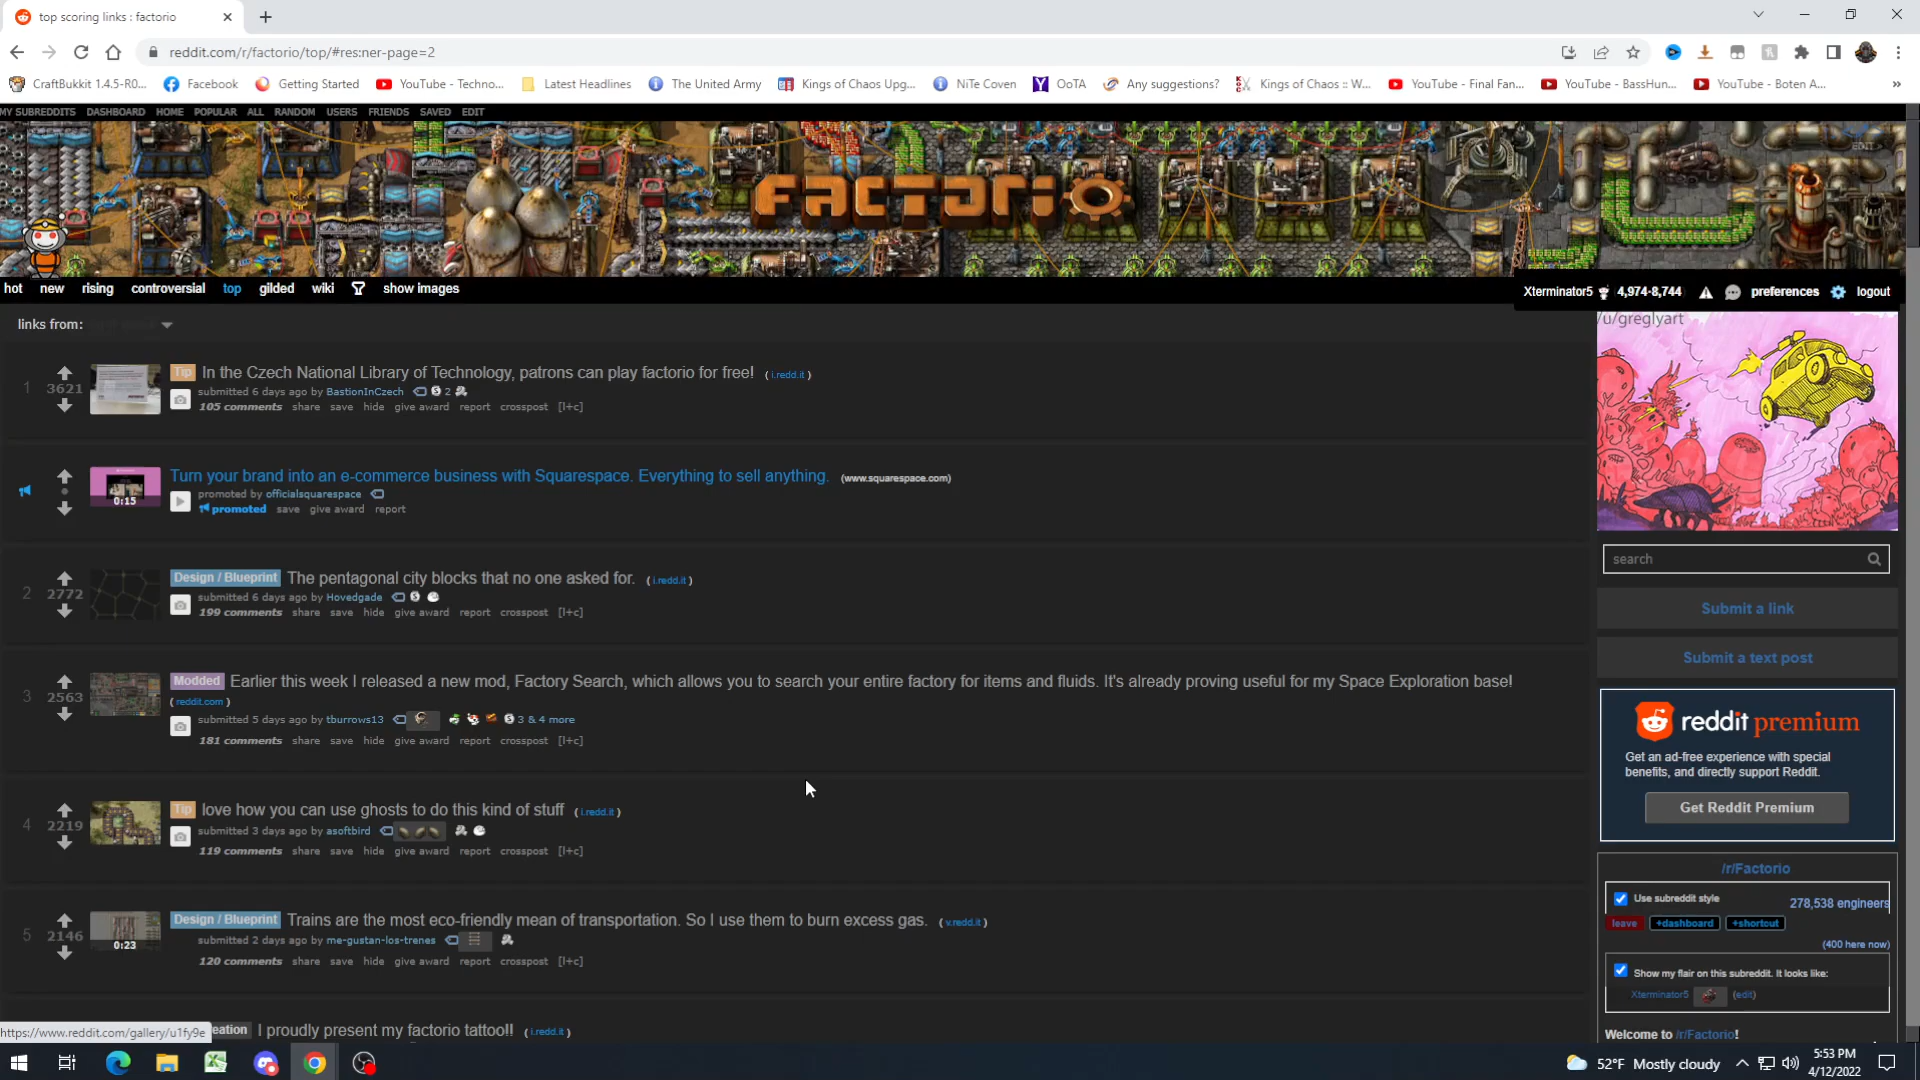 top scoring links : factorio
reddit.com/r/factorio/top/#res:ner-page=2
CraftBukkit 1.4.5-R0...
Facebook
Getting Started
YouTube - Techno...
Latest Headlines
The United Army
Kings of Chaos Upg...
NiTe Coven
OoTA
Any suggestions?
Kings of Chaos :: W...
YouTube - Final Fan...
YouTube - BassHun...
YouTube - Boten A...
»
MY SUBREDDITS DASHBOARD HOME POPULAR ALL RANDOM USERS FRIENDS SAVED EDIT
EDIT
FACTORIO
hot new rising controversial top gilded wiki show images
Xterminator5 4,974·8,744 preferences logout
links from:
/u/greglyart
1
3621
Tip In the Czech National Library of Technology, patrons can play factorio for free! (i.redd.it)
submitted 6 days ago by BastionInCzech 2
105 comments share save hide give award report crosspost [l+c]
Turn your brand into an e-commerce business with Squarespace. Everything to sell anything. (www.squarespace.com)
0:15
promoted by officialsquarespace
promoted save give award report
2
2772
Design / Blueprint The pentagonal city blocks that no one asked for. (i.redd.it)
submitted 6 days ago by Hovedgade
199 comments share save hide give award report crosspost [l+c]
3
2563
Modded Earlier this week I released a new mod, Factory Search, which allows you to search your entire factory for items and fluids. It's already proving useful for my Space Exploration base!
(reddit.com)
submitted 5 days ago by tburrows13 3 & 4 more
181 comments share save hide give award report crosspost [l+c]
4
2219
Tip love how you can use ghosts to do this kind of stuff (i.redd.it)
submitted 3 days ago by asoftbird
119 comments share save hide give award report crosspost [l+c]
5
2146
Design / Blueprint Trains are the most eco-friendly mean of transportation. So I use them to burn excess gas. (v.redd.it)
0:23
submitted 2 days ago by me-gustan-los-trenes
120 comments share save hide give award report crosspost [l+c]
I proudly present my factorio tattoo!! (i.redd.it)
https://www.reddit.com/gallery/u1fy9e
search
Submit a link
Submit a text post
reddit premium
Get an ad-free experience with special
benefits, and directly support Reddit.
Get Reddit Premium
/r/Factorio
Use subreddit style
278,538 engineers
leave +dashboard +shortcut
(400 here now)
Show my flair on this subreddit. It looks like:
Xterminator5 (edit)
Welcome to /r/Factorio!
52°F Mostly cloudy
5:53 PM
4/12/2022